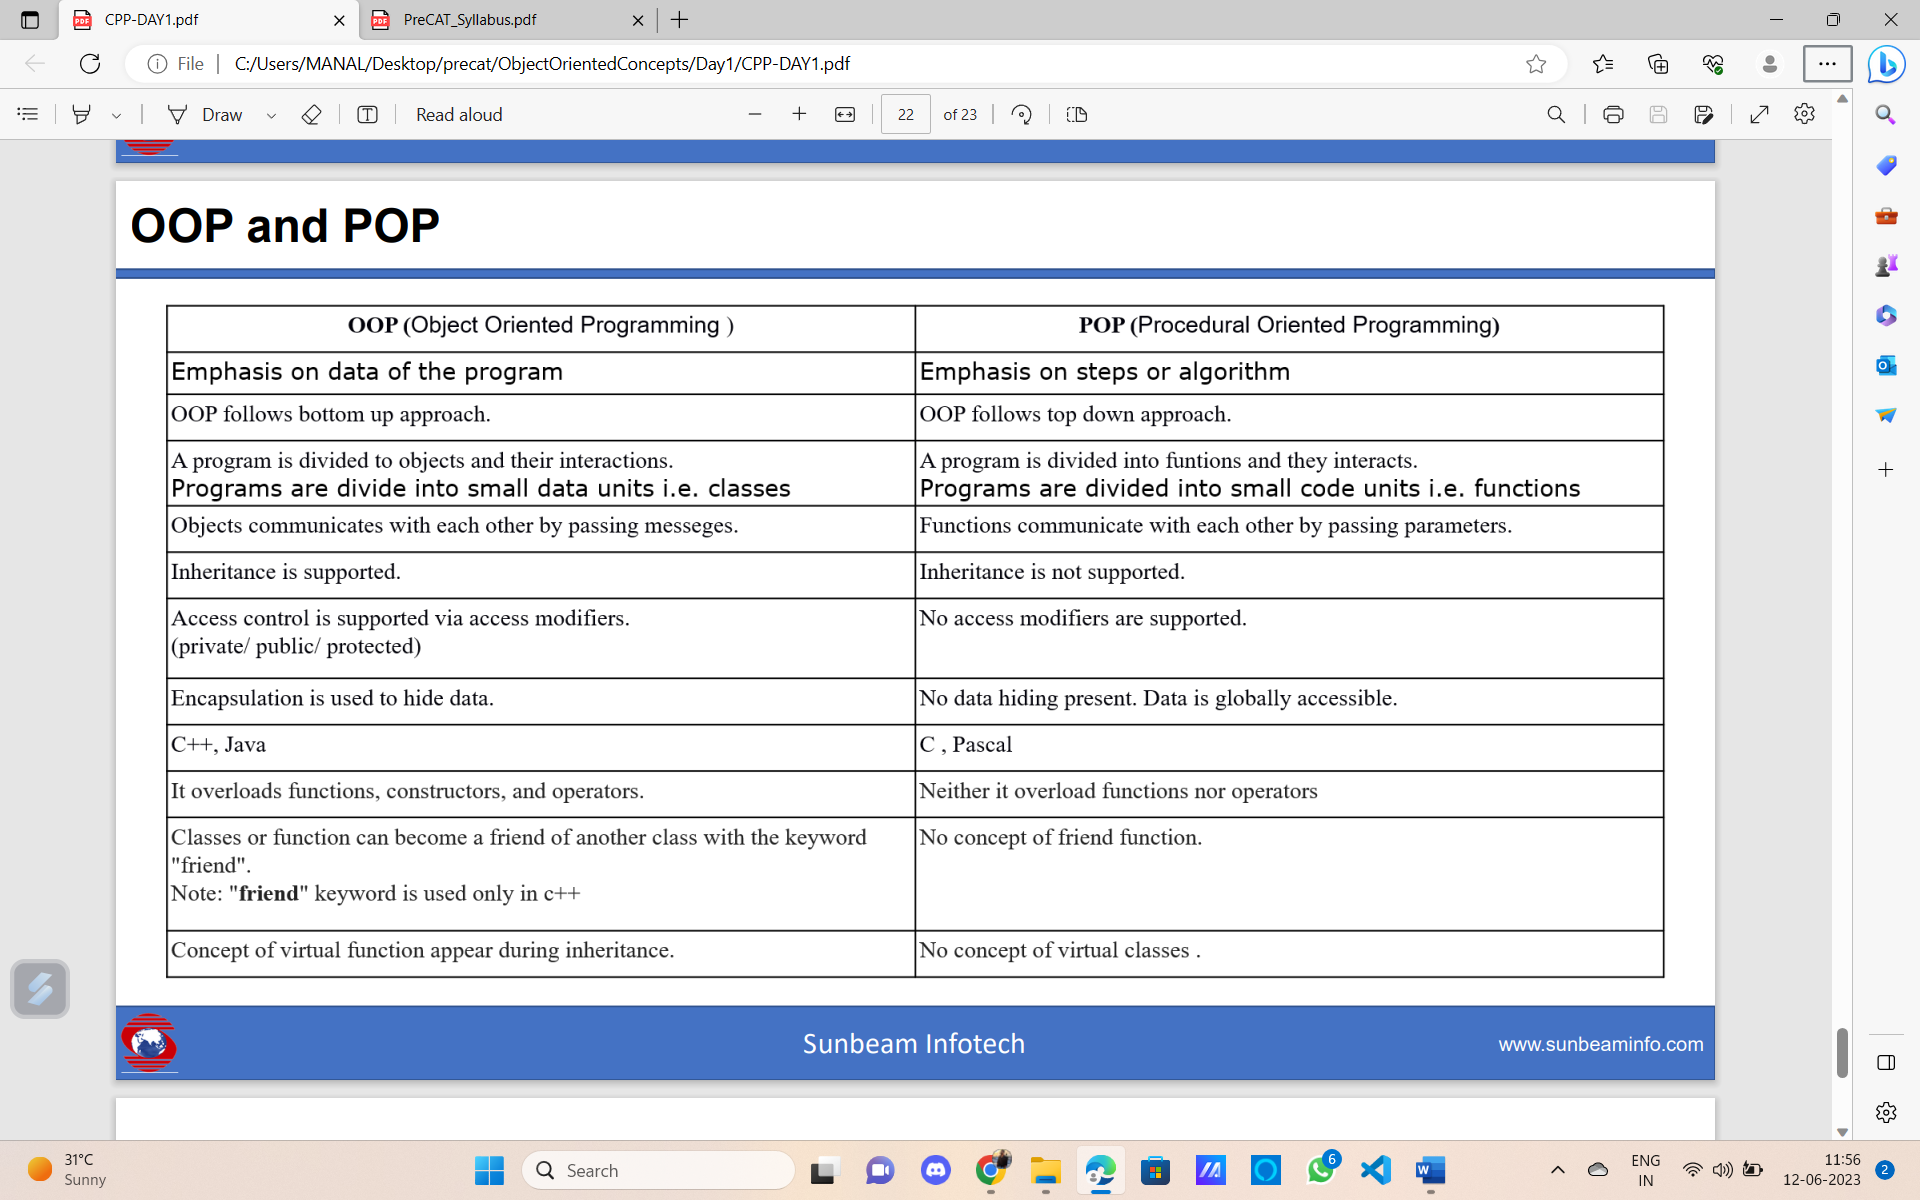 CPP-DAY1.pdf
PreCAT_Syllabus.pdf
File
C:/Users/MANAL/Desktop/precat/ObjectOrientedConcepts/Day1/CPP-DAY1.pdf
Draw
Read aloud
22 of 23
OOP and POP
OOP (Object Oriented Programming )
POP (Procedural Oriented Programming)
Emphasis on data of the program
Emphasis on steps or algorithm
OOP follows bottom up approach.
OOP follows top down approach.
A program is divided to objects and their interactions.
Programs are divide into small data units i.e. classes
A program is divided into funtions and they interacts.
Programs are divided into small code units i.e. functions
Objects communicates with each other by passing messeges.
Functions communicate with each other by passing parameters.
Inheritance is supported.
Inheritance is not supported.
Access control is supported via access modifiers.
(private/ public/ protected)
No access modifiers are supported.
Encapsulation is used to hide data.
No data hiding present. Data is globally accessible.
C++, Java
C , Pascal
It overloads functions, constructors, and operators.
Neither it overload functions nor operators
Classes or function can become a friend of another class with the keyword
"friend".
Note: "friend" keyword is used only in c++
No concept of friend function.
Concept of virtual function appear during inheritance.
No concept of virtual classes .
Sunbeam Infotech
www.sunbeaminfo.com
31°C
Sunny
Search
6
ENG
IN
11:56
12-06-2023
2